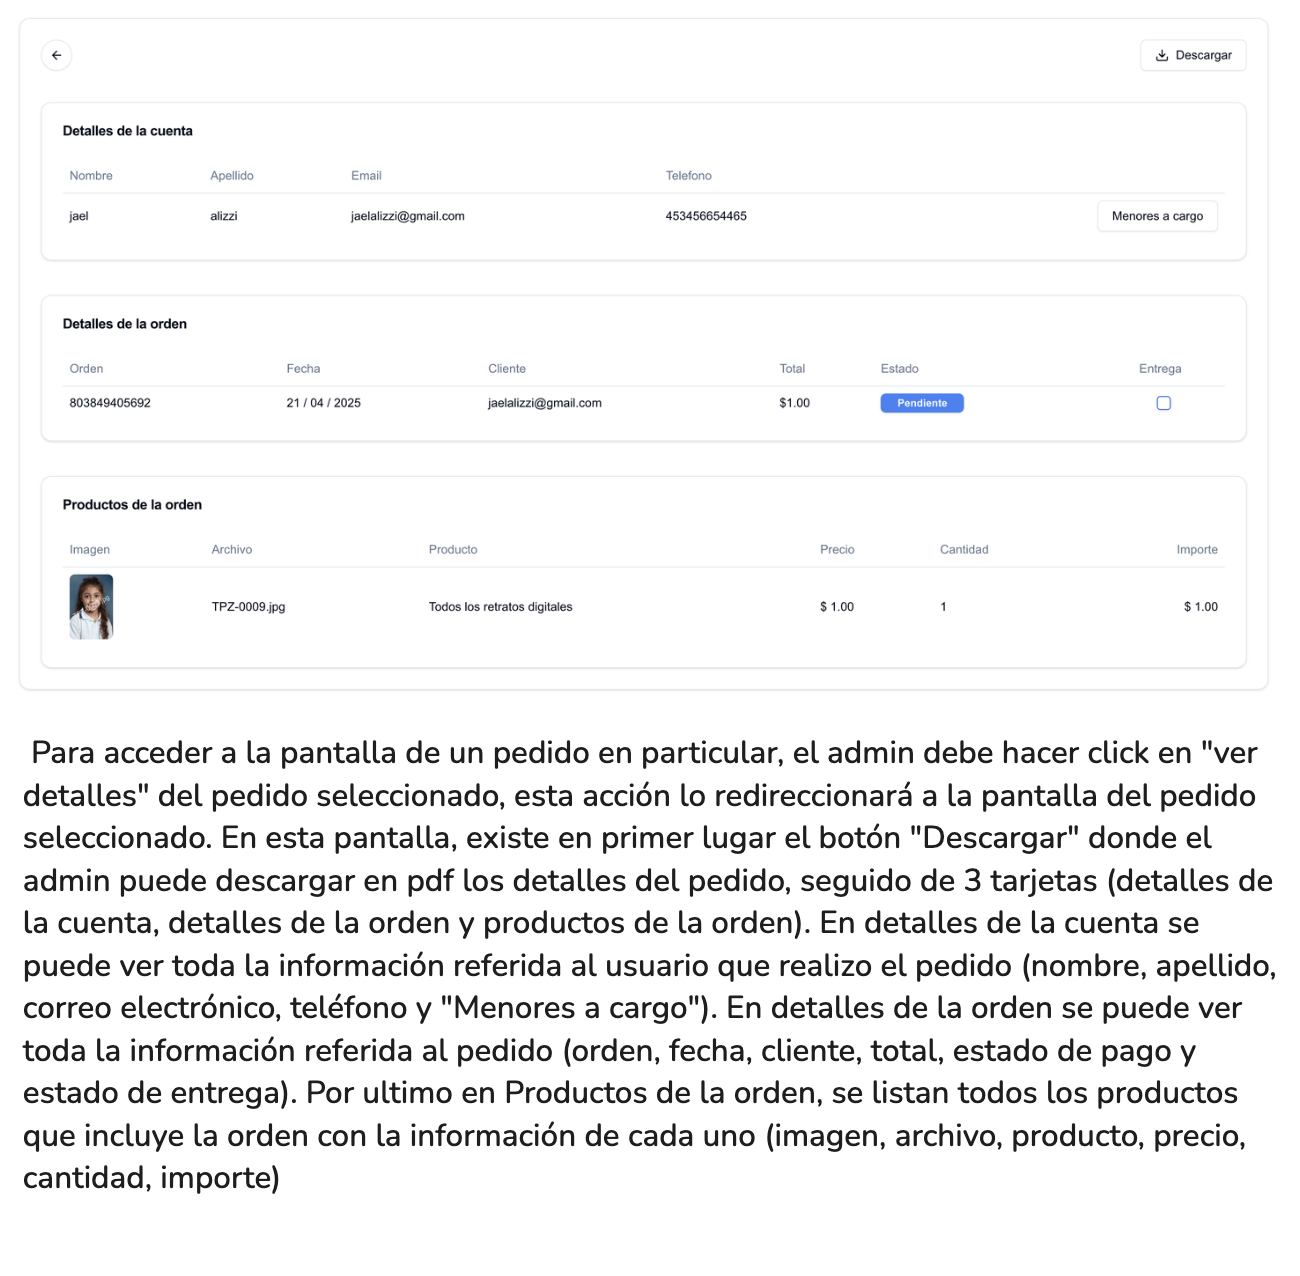 Descargar
Detalles de la cuenta
Nombre Apellido Email Telefono
jael alizzi jaelalizzi@gmail.com 453456654465 Menores a cargo
Detalles de la orden
Orden Fecha Cliente Total Estado Entrega
803849405692 21 / 04 / 2025 jaelalizzi@gmail.com $1.00 Pendiente
Productos de la orden
Imagen Archivo Producto Precio Cantidad Importe
TPZ-0009.jpg Todos los retratos digitales $ 1.00 1 $ 1.00
Para acceder a la pantalla de un pedido en particular, el admin debe hacer click en "ver
detalles" del pedido seleccionado, esta acción lo redireccionará a la pantalla del pedido
seleccionado. En esta pantalla, existe en primer lugar el botón "Descargar" donde el
admin puede descargar en pdf los detalles del pedido, seguido de 3 tarjetas (detalles de
la cuenta, detalles de la orden y productos de la orden). En detalles de la cuenta se
puede ver toda la información referida al usuario que realizo el pedido (nombre, apellido,
correo electrónico, teléfono y "Menores a cargo"). En detalles de la orden se puede ver
toda la información referida al pedido (orden, fecha, cliente, total, estado de pago y
estado de entrega). Por ultimo en Productos de la orden, se listan todos los productos
que incluye la orden con la información de cada uno (imagen, archivo, producto, precio,
cantidad, importe)